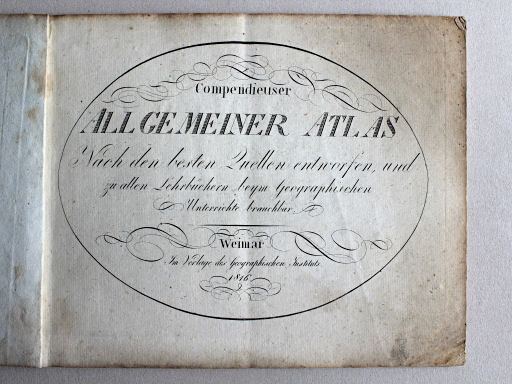 Compendieuser
ALLGEMEINER ATLAS
Nach den besten Quellen entworfen, und
zu allen Lehrbüchern beym Geographischen
Unterrichte brauchbar.
Weimar
Im Verlage des Geographischen Instituts.
1816.